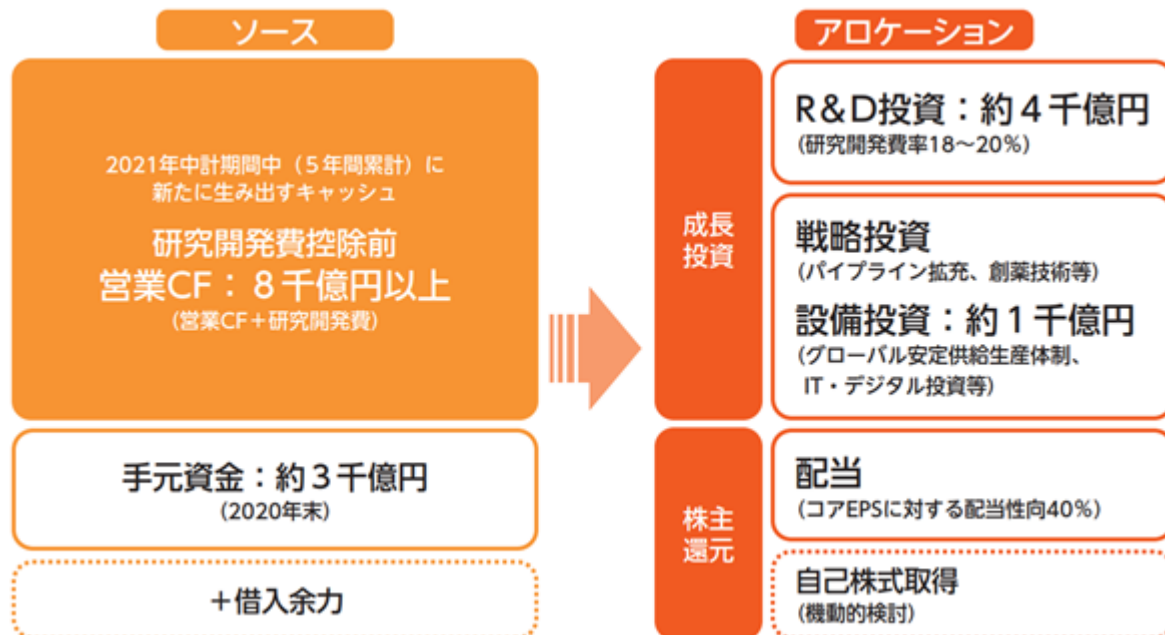 ソース
2021年中計期間中（5年間累計）に
新たに生み出すキャッシュ
研究開発費控除前
営業CF：8千億円以上
(営業CF＋研究開発費)
手元資金：約3千億円
(2020年末)
＋借入余力
アロケーション
成長
投資
R＆D投資：約4千億円
(研究開発費率18～20%)
戦略投資
(パイプライン拡充、創薬技術等)
設備投資：約1千億円
(グローバル安定供給生産体制、
IT・デジタル投資等)
株主
還元
配当
(コアEPSに対する配当性向40%)
自己株式取得
(機動的検討)